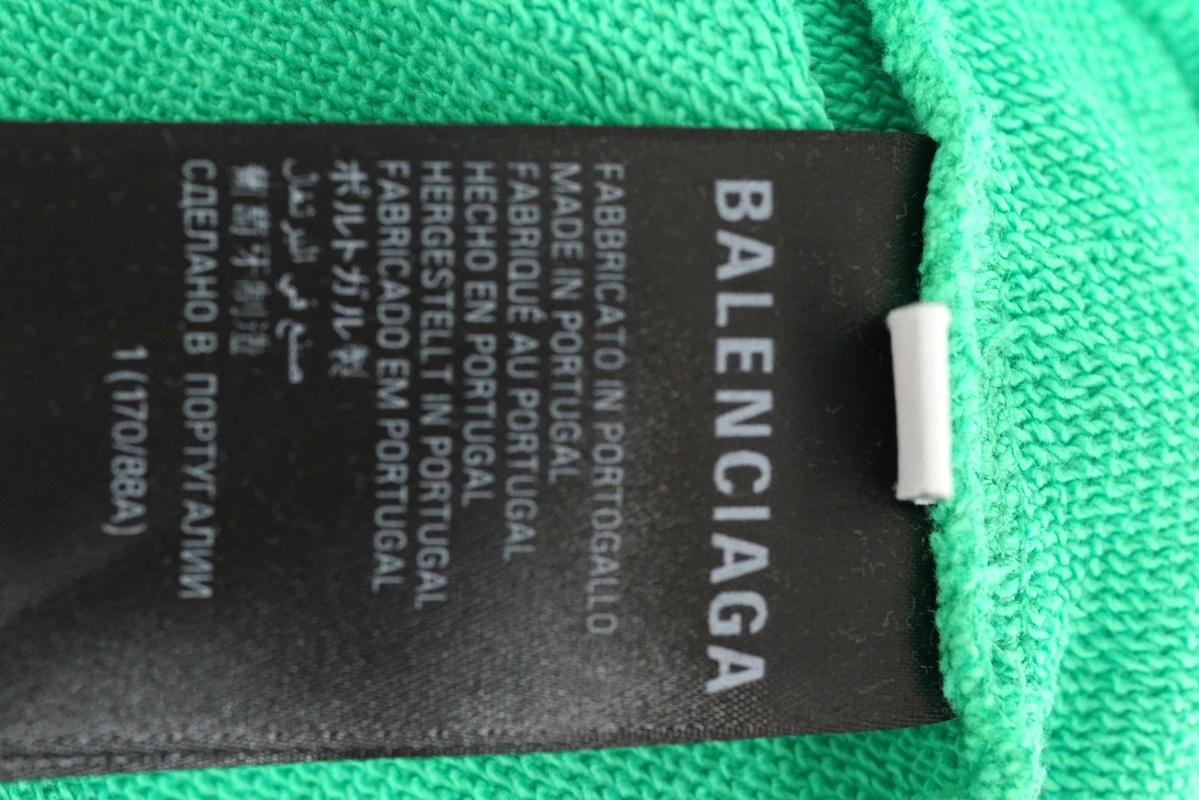 BALENCIAGA
FABBRICATO IN PORTOGALLO
MADE IN PORTUGAL
FABRIQUÉ AU PORTUGAL
HECHO EN PORTUGAL
HERGESTELLT IN PORTUGAL
FABRICADO EM PORTUGAL
ポルトガル製
صنع في البرتغال
葡萄牙制造
СДЕЛАНО В ПОРТУГАЛИИ
1 (170/88A)